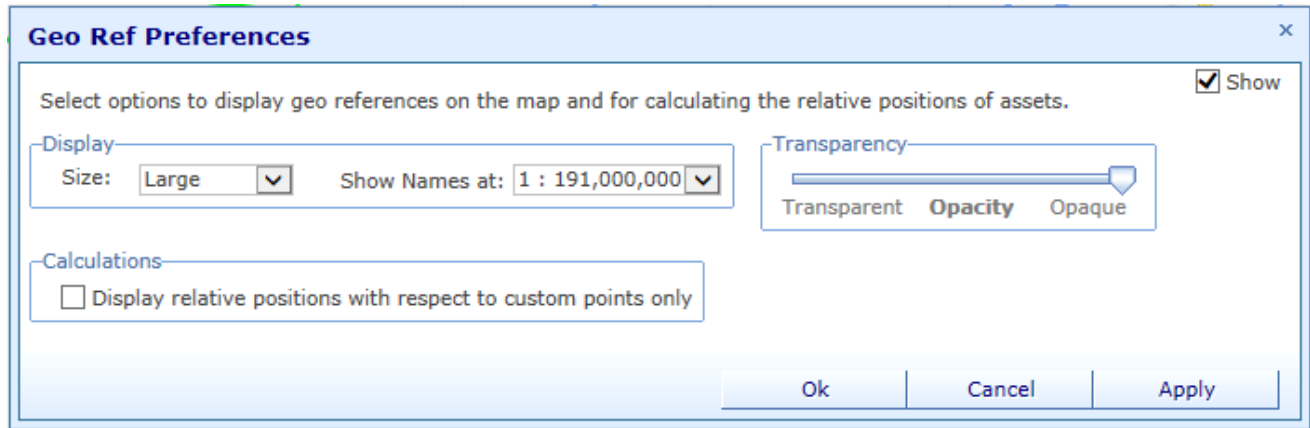 Geo Ref Preferences
Show
Select options to display geo references on the map and for calculating the relative positions of assets.
Display
Size: Large Show Names at: 1 : 191,000,000
Transparency
Transparent Opacity Opaque
Calculations
Display relative positions with respect to custom points only
Ok Cancel Apply